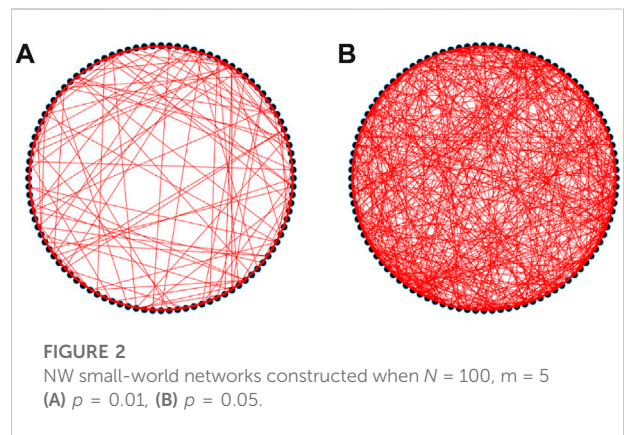 A
B
FIGURE 2
NW small-world networks constructed when N = 100, m = 5
(A) p = 0.01, (B) p = 0.05.